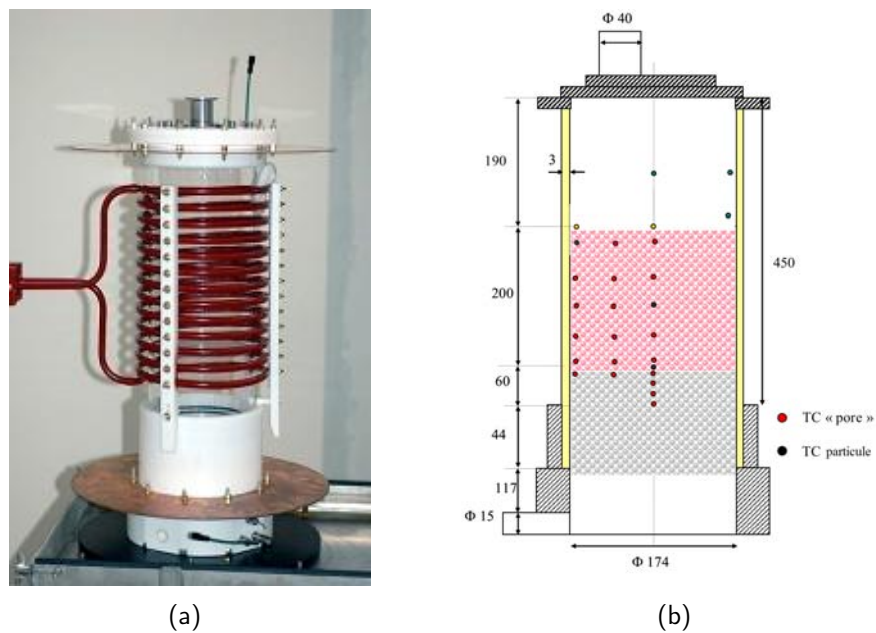 Φ 40
190
3
450
200
60
44
117
Φ 15
Φ 174
TC « pore »
TC particule
(a)
(b)